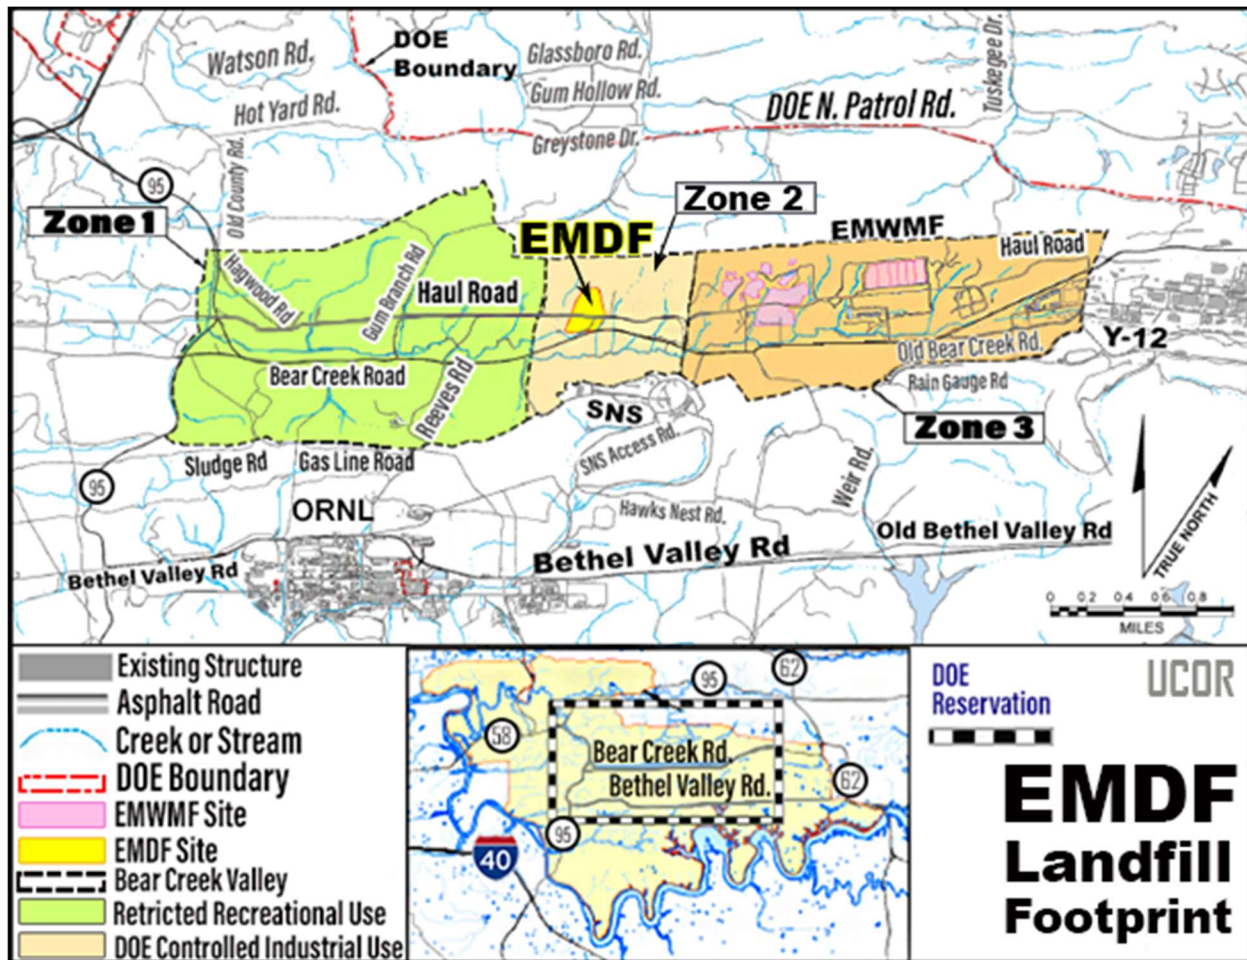 Watson Rd.
DOE
Boundary
Glassboro Rd.
Gum Hollow Rd.
Tuskegee Dr.
Hot Yard Rd.
DOE N. Patrol Rd.
Greystone Dr.
Old County Rd.
95
Zone 1
Zone 2
EMDF
EMWMF
Haul Road
Hagwood Rd
Gum Branch Rd
Haul Road
Y-12
Old Bear Creek Rd.
Bear Creek Road
Reeves Rd
Rain Gauge Rd
SNS
Zone 3
SNS Access Rd.
Sludge Rd
Gas Line Road
95
Weir Rd.
ORNL
Hawks Nest Rd.
Old Bethel Valley Rd
Bethel Valley Rd
Bethel Valley Rd
TRUE NORTH
0 0.2 0.4 0.6 0.8
MILES
Existing Structure
Asphalt Road
Creek or Stream
DOE Boundary
EMWMF Site
EMDF Site
Bear Creek Valley
Retricted Recreational Use
DOE Controlled Industrial Use
95
62
58
Bear Creek Rd.
Bethel Valley Rd.
62
95
40
DOE
Reservation
UCOR
EMDF
Landfill
Footprint